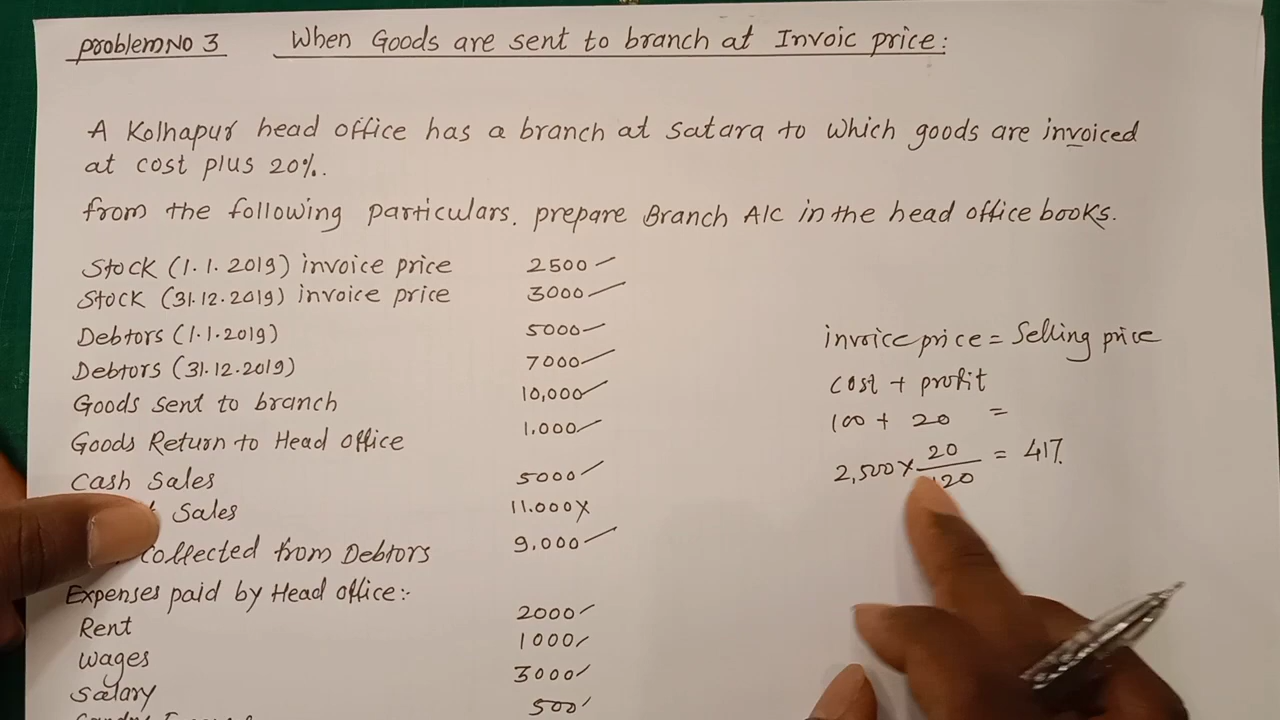 problem No 3 When Goods are sent to branch at Invoic price:
A Kolhapur head office has a branch at Satara to which goods are invoiced
at cost plus 20%.
from the following particulars. prepare Branch A/c in the head office books.
Stock (1.1.2019) invoice price 2500
Stock (31.12.2019) invoice price 3000
Debtors (1.1.2019) 5000
Debtors (31.12.2019) 7000
Goods sent to branch 10,000
Goods Return to Head office 1.000
Cash Sales 5000
Sales 11.000 x
Collected from Debtors 9.000
Expenses paid by Head office:-
Rent 2000
Wages 1000
Salary 3000
500
invoice price = Selling price
Cost + profit
100 + 20 =
2,500 x 20/120 = 417.